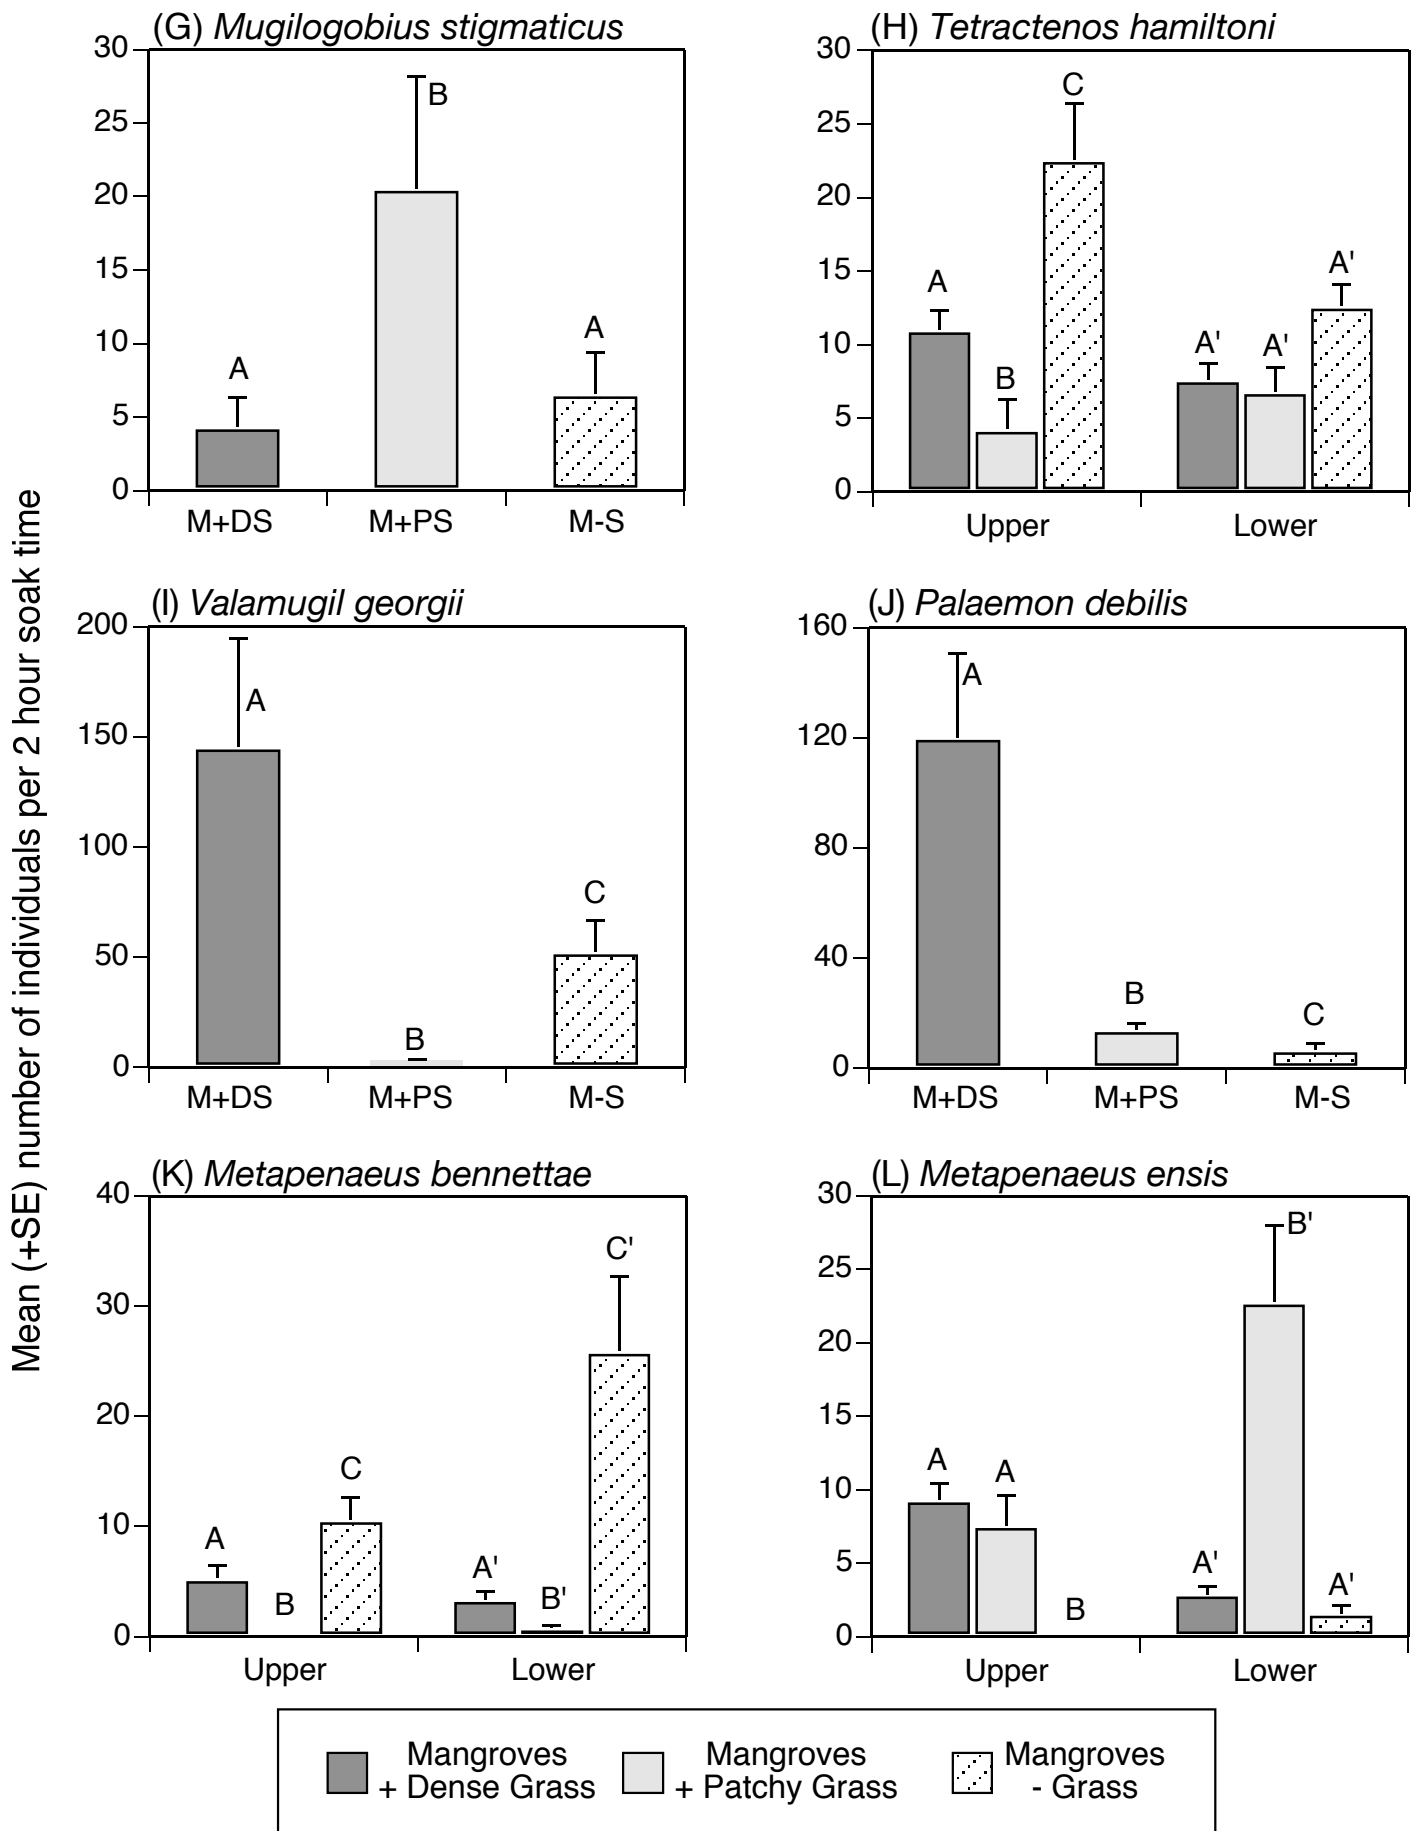 Mean (+SE) number of individuals per 2 hour soak time
(G) Mugilogobius stigmaticus
30
25
20
15
10
5
0
A
B
A
M+DS M+PS M-S
(H) Tetractenos hamiltoni
30
25
20
15
10
5
0
A
B
C
A'
A'
A'
Upper Lower
(I) Valamugil georgii
200
150
100
50
0
A
B
C
M+DS M+PS M-S
(J) Palaemon debilis
160
120
80
40
0
A
B
C
M+DS M+PS M-S
(K) Metapenaeus bennettae
40
30
20
10
0
A
B
C
A'
B'
C'
Upper Lower
(L) Metapenaeus ensis
30
25
20
15
10
5
0
A
A
B
A'
B'
A'
Upper Lower
Mangroves
+ Dense Grass
Mangroves
+ Patchy Grass
Mangroves
- Grass